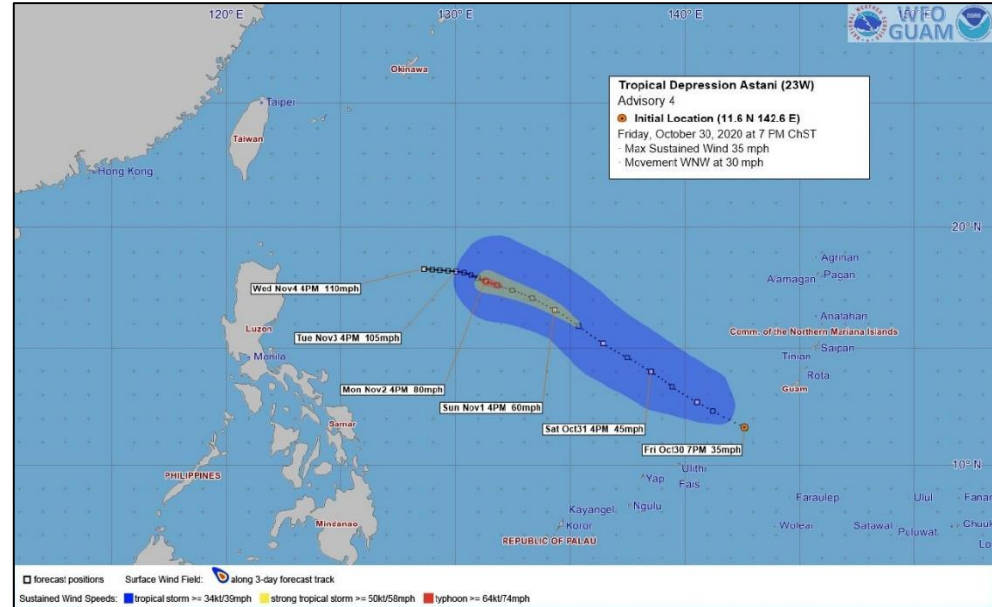 120° E
130° E
140° E
WFO
GUAM
Okinawa
Taipei
Taiwan
Hong Kong
Tropical Depression Astani (23W)
Advisory 4
Initial Location (11.6 N 142.6 E)
Friday, October 30, 2020 at 7 PM ChST
- Max Sustained Wind 35 mph
- Movement WNW at 30 mph
20° N
Agrihan
Alamagan
Pagan
Wed Nov4 4PM 110mph
Anatahan
Luzon
Comm. of the Northern Mariana Islands
Tue Nov3 4PM 105mph
Saipan
Manila
Tinian
Rota
Mon Nov2 4PM 80mph
Guam
Sun Nov1 4PM 60mph
Samar
Sat Oct31 4PM 45mph
Fri Oct30 7PM 35mph
10° N
PHILIPPINES
Ulithi
Yap
Fais
Kayangel
Ngulu
Faraulep
Ulul
Fanan
Mindanao
Koror
Woleai
Satawal
Puluwat
Chuuk
REPUBLIC OF PALAU
Lo
forecast positions Surface Wind Field: along 3-day forecast track
Sustained Wind Speeds: tropical storm >= 34kt/39mph strong tropical storm >= 50kt/58mph typhoon >= 64kt/74mph